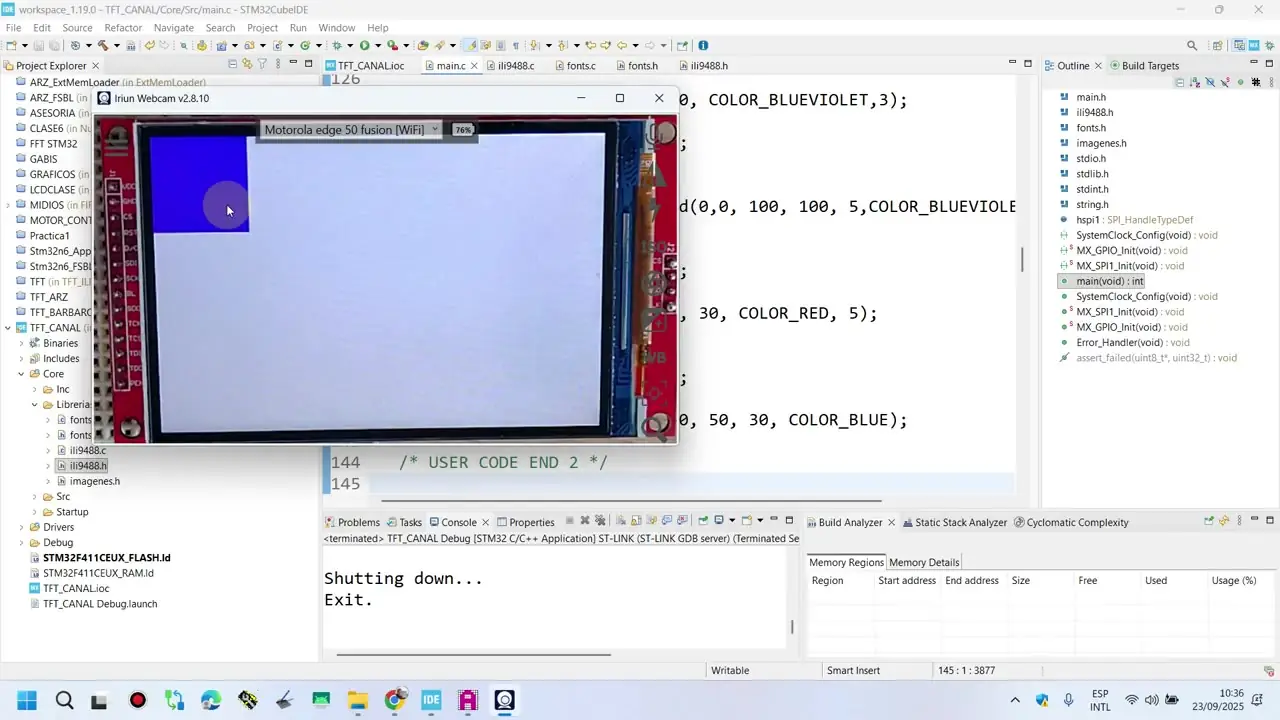 workspace_1.19.0 - TFT_CANAL/Core/Src/main.c - STM32CubeIDE
File Edit Source Refactor Navigate Search Project Run Window Help
Project Explorer
TFT_CANAL.ioc
main.c
ili9488.c
fonts.c
fonts.h
ili9488.h
Outline
Build Targets
ARZ_ExtMemLoader (in ExtMemLoader)
ARZ_FSBL
ASESORIA
CLASE6 (in Nu
FFT STM32
GABIS
GRAFICOS
LCDCLASE
MIDIOS (in FI
MOTOR_CONT
Practica1
Stm32n6_App
Stm32n6_FSBL
TFT (in TFT_IL
TFT_ARZ
TFT_BARBARO
TFT_CANAL (
Binaries
Includes
Core
Inc
Libreria
fonts
fonts
ili9488.c
ili9488.h
imagenes.h
Src
Startup
Drivers
Debug
STM32F411CEUX_FLASH.ld
STM32F411CEUX_RAM.ld
TFT_CANAL.ioc
TFT_CANAL Debug.launch
Iriun Webcam v2.8.10
Motorola edge 50 fusion [WiFi]
76%
WB
126
0, COLOR_BLUEVIOLET,3);
;
d(0,0, 100, 100, 5,COLOR_BLUEVIOLE
;
, 30, COLOR_RED, 5);
;
0, 50, 30, COLOR_BLUE);
144 /* USER CODE END 2 */
145
main.h
ili9488.h
fonts.h
imagenes.h
stdio.h
stdlib.h
stdint.h
string.h
hspi1 : SPI_HandleTypeDef
SystemClock_Config(void) : void
MX_GPIO_Init(void) : void
MX_SPI1_Init(void) : void
main(void) : int
SystemClock_Config(void) : void
MX_SPI1_Init(void) : void
MX_GPIO_Init(void) : void
Error_Handler(void) : void
assert_failed(uint8_t*, uint32_t) : void
Problems
Tasks
Console
Properties
<terminated> TFT_CANAL Debug [STM32 C/C++ Application] ST-LINK (ST-LINK GDB server) (Terminated Se
Shutting down...
Exit.
Build Analyzer
Static Stack Analyzer
Cyclomatic Complexity
Memory Regions
Memory Details
Region Start address End address Size Free Used Usage (%)
Writable
Smart Insert
145 : 1 : 3877
ESP
INTL
10:36
23/09/2025